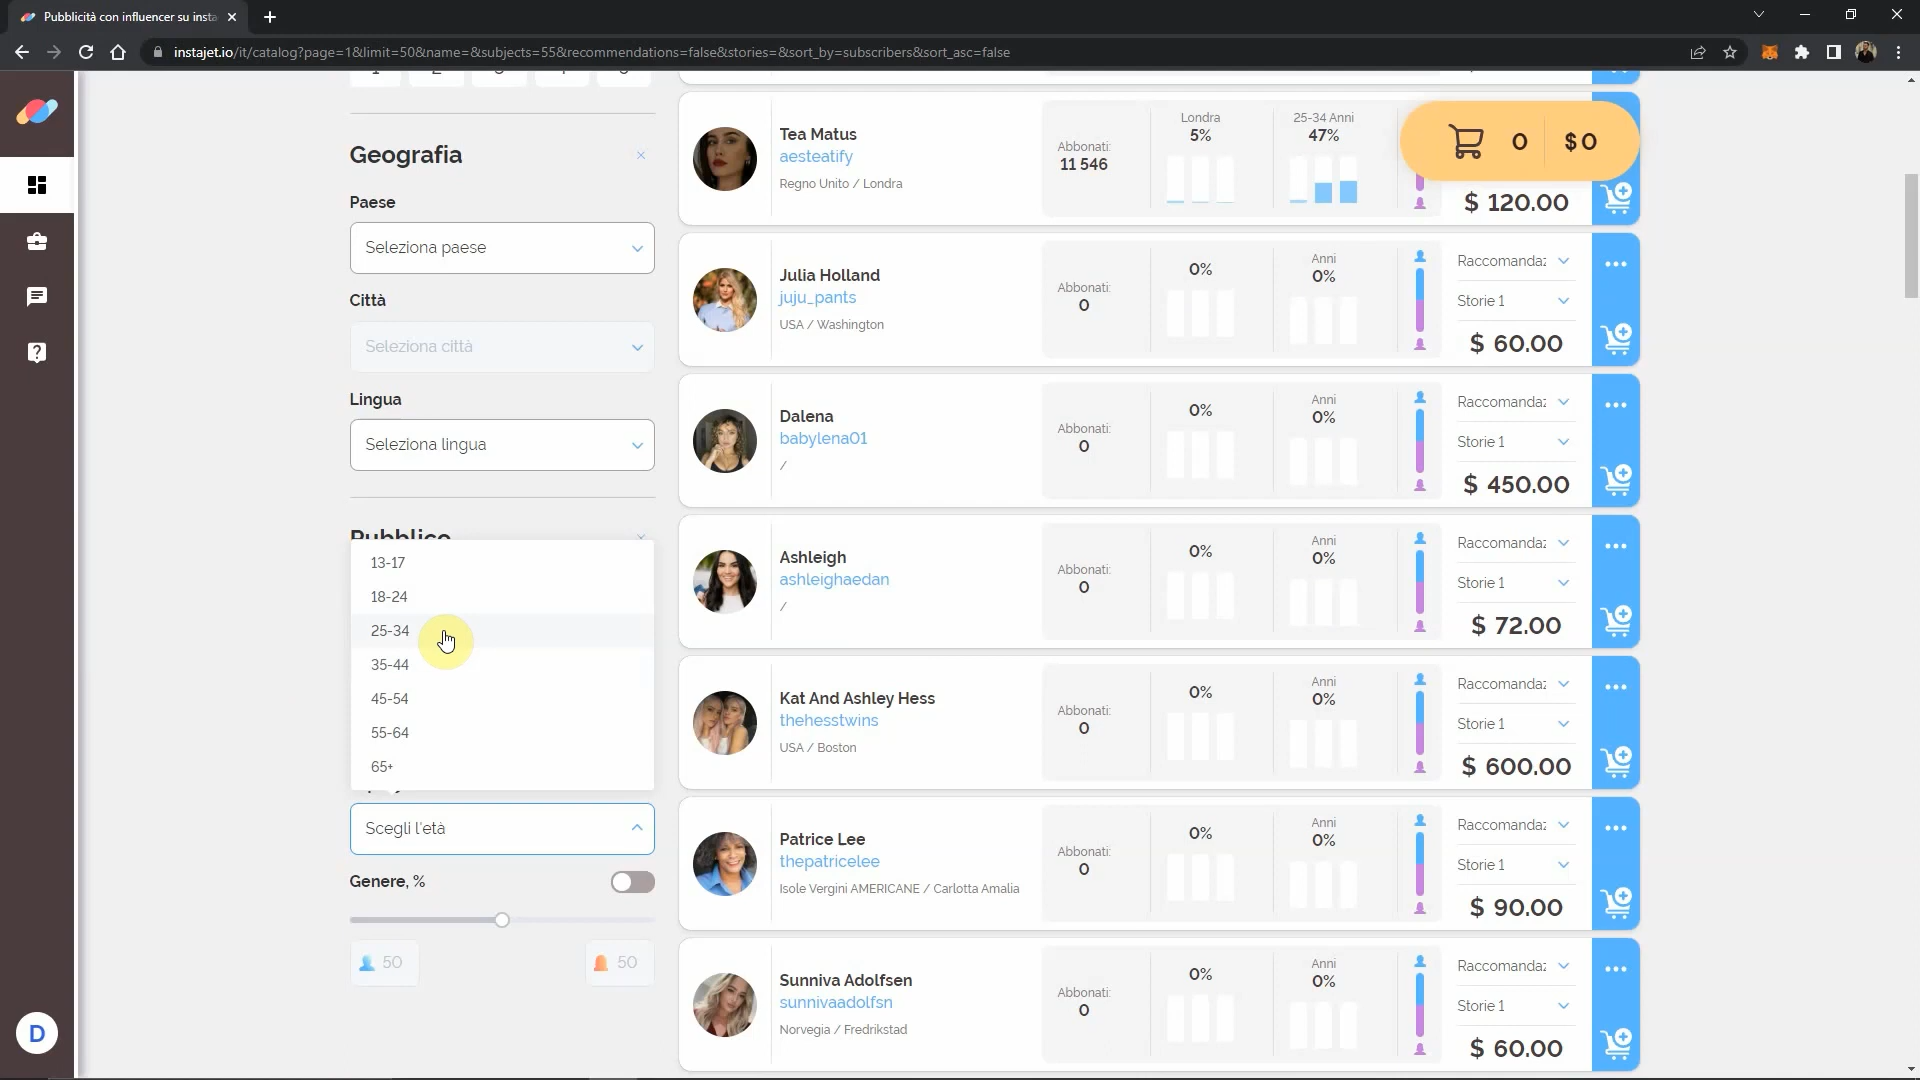 Pubblicità con influencer su insta
instajet.io/it/catalog?page=1&limit=50&name=&subjects=55&recommendations=false&stories=&sort_by=subscribers&sort_asc=false
Geografia
Paese
Seleziona paese
Città
Seleziona città
Lingua
Seleziona lingua
Pubblico
13-17
18-24
25-34
35-44
45-54
55-64
65+
Scegli l'età
Genere, %
50
50
D
0
$ 0
Tea Matus
aesteatify
Regno Unito / Londra
Abbonati:
11 546
Londra
5%
25-34 Anni
47%
$ 120.00
Julia Holland
juju_pants
USA / Washington
Abbonati:
0
0%
Anni
0%
Raccomandaz
Storie 1
$ 60.00
Dalena
babylena01
/
Abbonati:
0
0%
Anni
0%
Raccomandaz
Storie 1
$ 450.00
Ashleigh
ashleighaedan
/
Abbonati:
0
0%
Anni
0%
Raccomandaz
Storie 1
$ 72.00
Kat And Ashley Hess
thehesstwins
USA / Boston
Abbonati:
0
0%
Anni
0%
Raccomandaz
Storie 1
$ 600.00
Patrice Lee
thepatricelee
Isole Vergini AMERICANE / Carlotta Amalia
Abbonati:
0
0%
Anni
0%
Raccomandaz
Storie 1
$ 90.00
Sunniva Adolfsen
sunnivaadolfsn
Norvegia / Fredrikstad
Abbonati:
0
0%
Anni
0%
Raccomandaz
Storie 1
$ 60.00